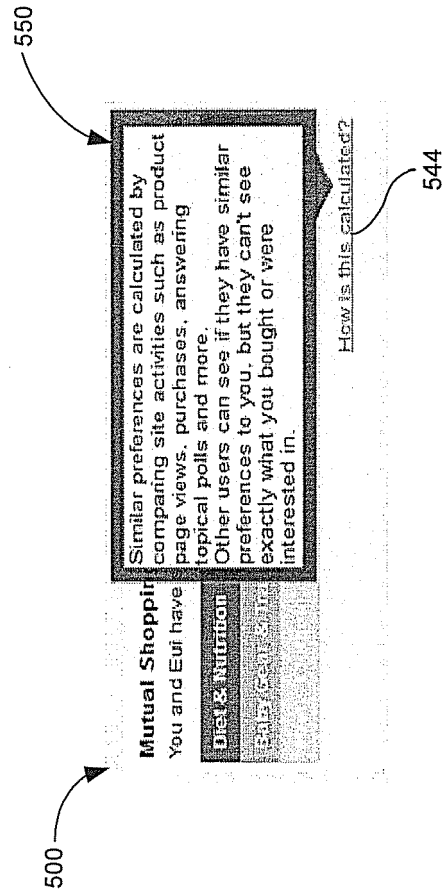 500
550
Mutual Shoppin
You and Eui have
Diet & Nutrition
Similar preferences are calculated by
comparing site activities such as product
page views, purchases, answering
topical polls and more.
Other users can see if they have similar
preferences to you, but they can't see
exactly what you bought or were
interested in.
How is this calculated?
544